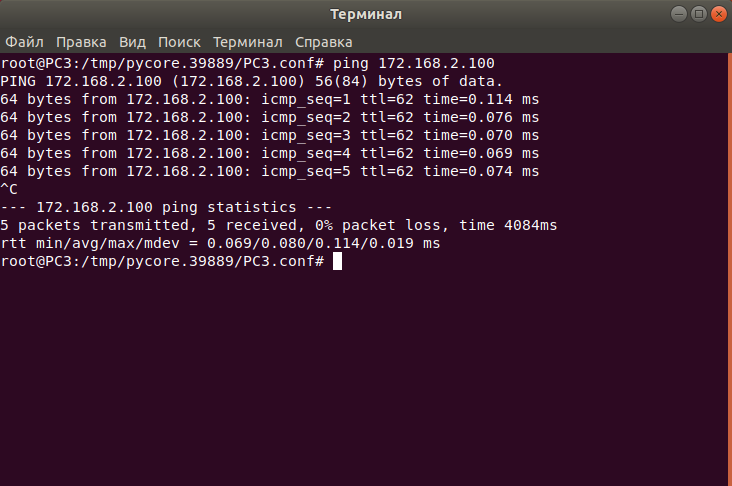 Терминал
Файл Правка Вид Поиск Терминал Справка
root@PC3:/tmp/pycore.39889/PC3.conf# ping 172.168.2.100
PING 172.168.2.100 (172.168.2.100) 56(84) bytes of data.
64 bytes from 172.168.2.100: icmp_seq=1 ttl=62 time=0.114 ms
64 bytes from 172.168.2.100: icmp_seq=2 ttl=62 time=0.076 ms
64 bytes from 172.168.2.100: icmp_seq=3 ttl=62 time=0.070 ms
64 bytes from 172.168.2.100: icmp_seq=4 ttl=62 time=0.069 ms
64 bytes from 172.168.2.100: icmp_seq=5 ttl=62 time=0.074 ms
^C
--- 172.168.2.100 ping statistics ---
5 packets transmitted, 5 received, 0% packet loss, time 4084ms
rtt min/avg/max/mdev = 0.069/0.080/0.114/0.019 ms
root@PC3:/tmp/pycore.39889/PC3.conf#